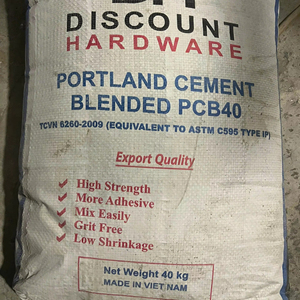 DISCOUNT
HARDWARE
PORTLAND CEMENT
BLENDED PCB40
TCVN 6260-2009 (EQUIVALENT TO ASTM C595 TYPE IP)
Export Quality
High Strength
More Adhesive
Mix Easily
Grit Free
Low Shrinkage
Net Weight 40 kg
MADE IN VIET NAM